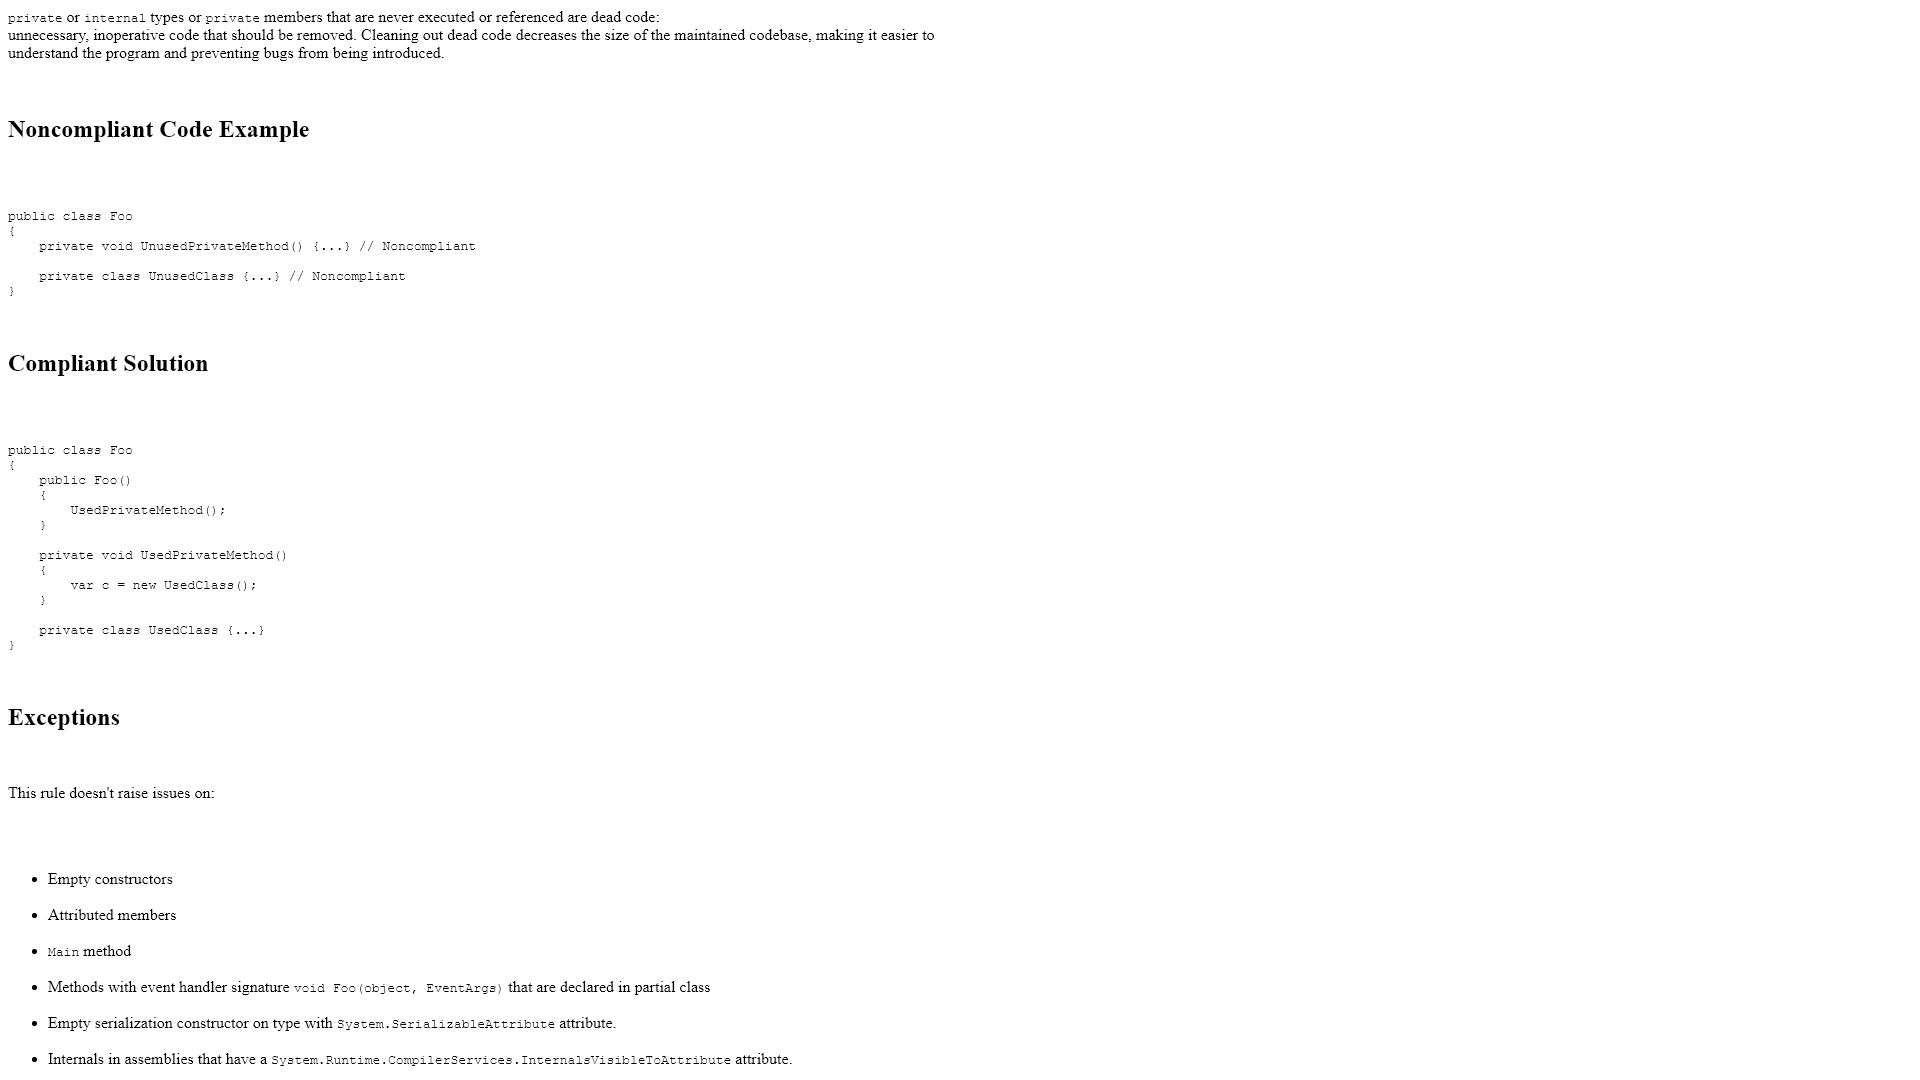 private or internal types or private members that are never executed or referenced are dead code:
unnecessary, inoperative code that should be removed. Cleaning out dead code decreases the size of the maintained codebase, making it easier to
understand the program and preventing bugs from being introduced.
Noncompliant Code Example
public class Foo
{
    private void UnusedPrivateMethod() {...} // Noncompliant
    private class UnusedClass {...} // Noncompliant
}
Compliant Solution
public class Foo
{
    public Foo()
    {
        UsedPrivateMethod();
    }
    private void UsedPrivateMethod()
    {
        var c = new UsedClass();
    }
    private class UsedClass {...}
}
Exceptions
This rule doesn't raise issues on:
• Empty constructors
• Attributed members
• Main method
• Methods with event handler signature void Foo(object, EventArgs) that are declared in partial class
• Empty serialization constructor on type with System.SerializableAttribute attribute.
• Internals in assemblies that have a System.Runtime.CompilerServices.InternalsVisibleToAttribute attribute.